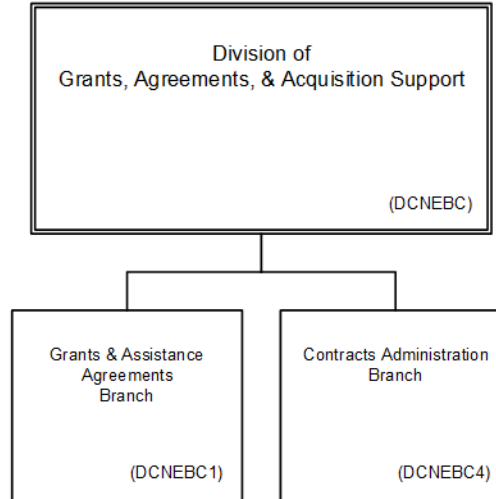 Division of
Grants, Agreements, & Acquisition Support
(DCNEBC)
Grants & Assistance
Agreements
Branch
(DCNEBC1)
Contracts Administration
Branch
(DCNEBC4)